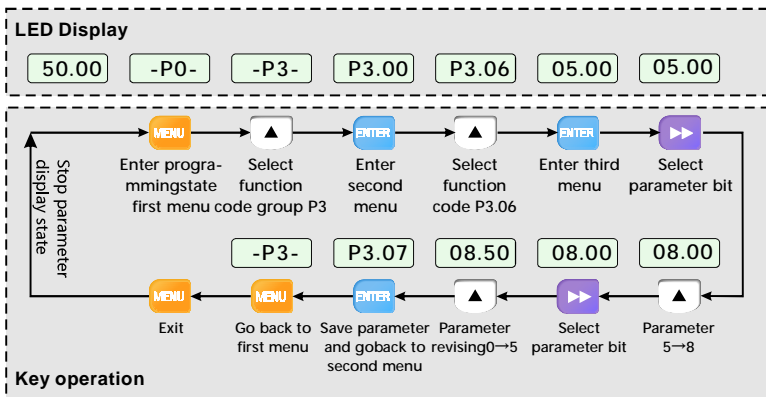 LED Display
50.00 -P0- -P3- P3.00 P3.06 05.00 05.00
MENU ENTER ENTER
Enter progra-
mmingstate
first menu
Select
function
code group P3
Enter
second
menu
Select
function
code P3.06
Enter third
menu
Select
parameter bit
Stop parameter
display state
-P3- P3.07 08.50 08.00 08.00
MENU MENU ENTER
Exit
Go back to
first menu
Save parameter
and goback to
second menu
Parameter
revising0→5
Select
parameter bit
Parameter
5→8
Key operation